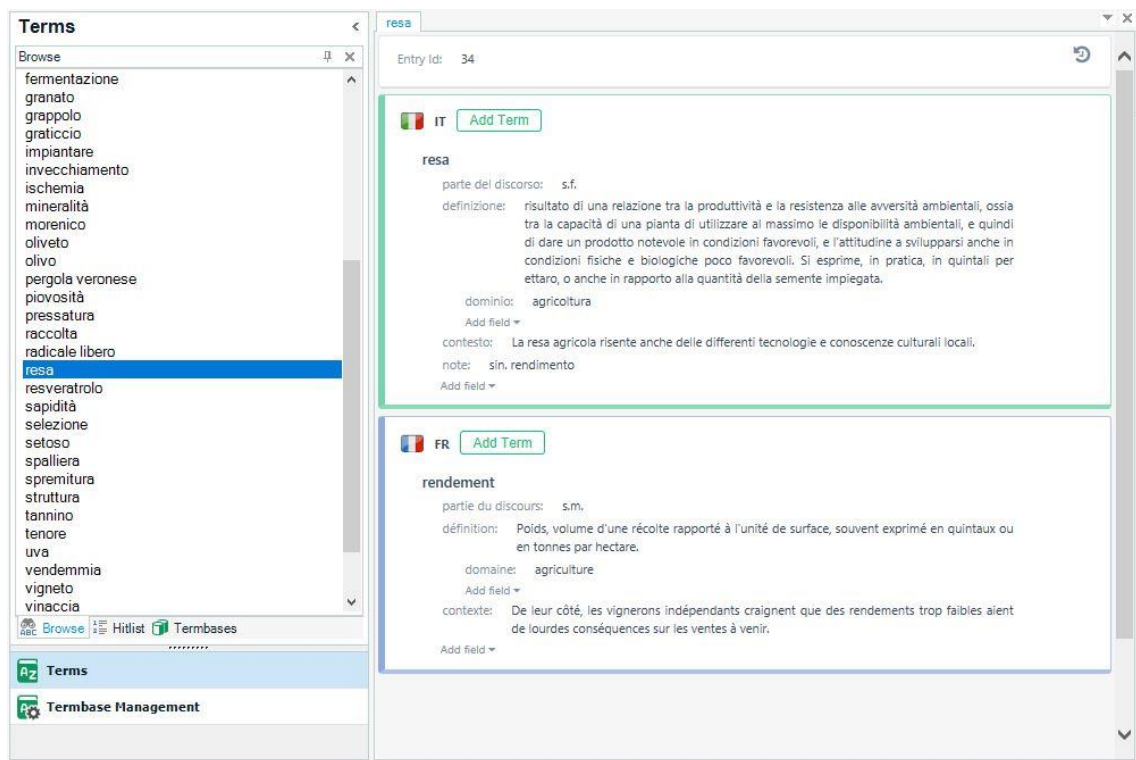 Terms
Browse
fermentazione
granato
grappolo
graticcio
impiantare
invecchiamento
ischemia
mineralità
morenico
oliveto
olivo
pergola veronese
piovosità
pressatura
raccolta
radicale libero
resa
resveratrolo
sapidità
selezione
setoso
spalliera
spremitura
struttura
tannino
tenore
uva
vendemmia
vigneto
vinaccia
ABC Browse Hitlist Termbases
AZ Terms
Termbase Management
resa
Entry Id: 34
IT Add Term
resa
parte del discorso: s.f.
definizione: risultato di una relazione tra la produttività e la resistenza alle avversità ambientali, ossia
tra la capacità di una pianta di utilizzare al massimo le disponibilità ambientali, e quindi
di dare un prodotto notevole in condizioni favorevoli, e l'attitudine a svilupparsi anche in
condizioni fisiche e biologiche poco favorevoli. Si esprime, in pratica, in quintali per
ettaro, o anche in rapporto alla quantità della semente impiegata.
dominio: agricoltura
Add field
contesto: La resa agricola risente anche delle differenti tecnologie e conoscenze culturali locali.
note: sin. rendimento
Add field
FR Add Term
rendement
partie du discours: s.m.
définition: Poids, volume d'une récolte rapporté à l'unité de surface, souvent exprimé en quintaux ou
en tonnes par hectare.
domaine: agriculture
Add field
contexte: De leur côté, les vignerons indépendants craignent que des rendements trop faibles aient
de lourdes conséquences sur les ventes à venir.
Add field